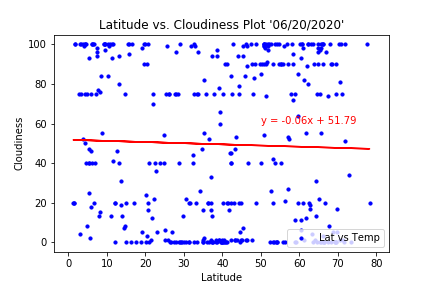 Latitude vs. Cloudiness Plot '06/20/2020'
100
80
60
40
20
0
Cloudiness
y = -0.06x + 51.79
Lat vs Temp
0 10 20 30 40 50 60 70 80
Latitude